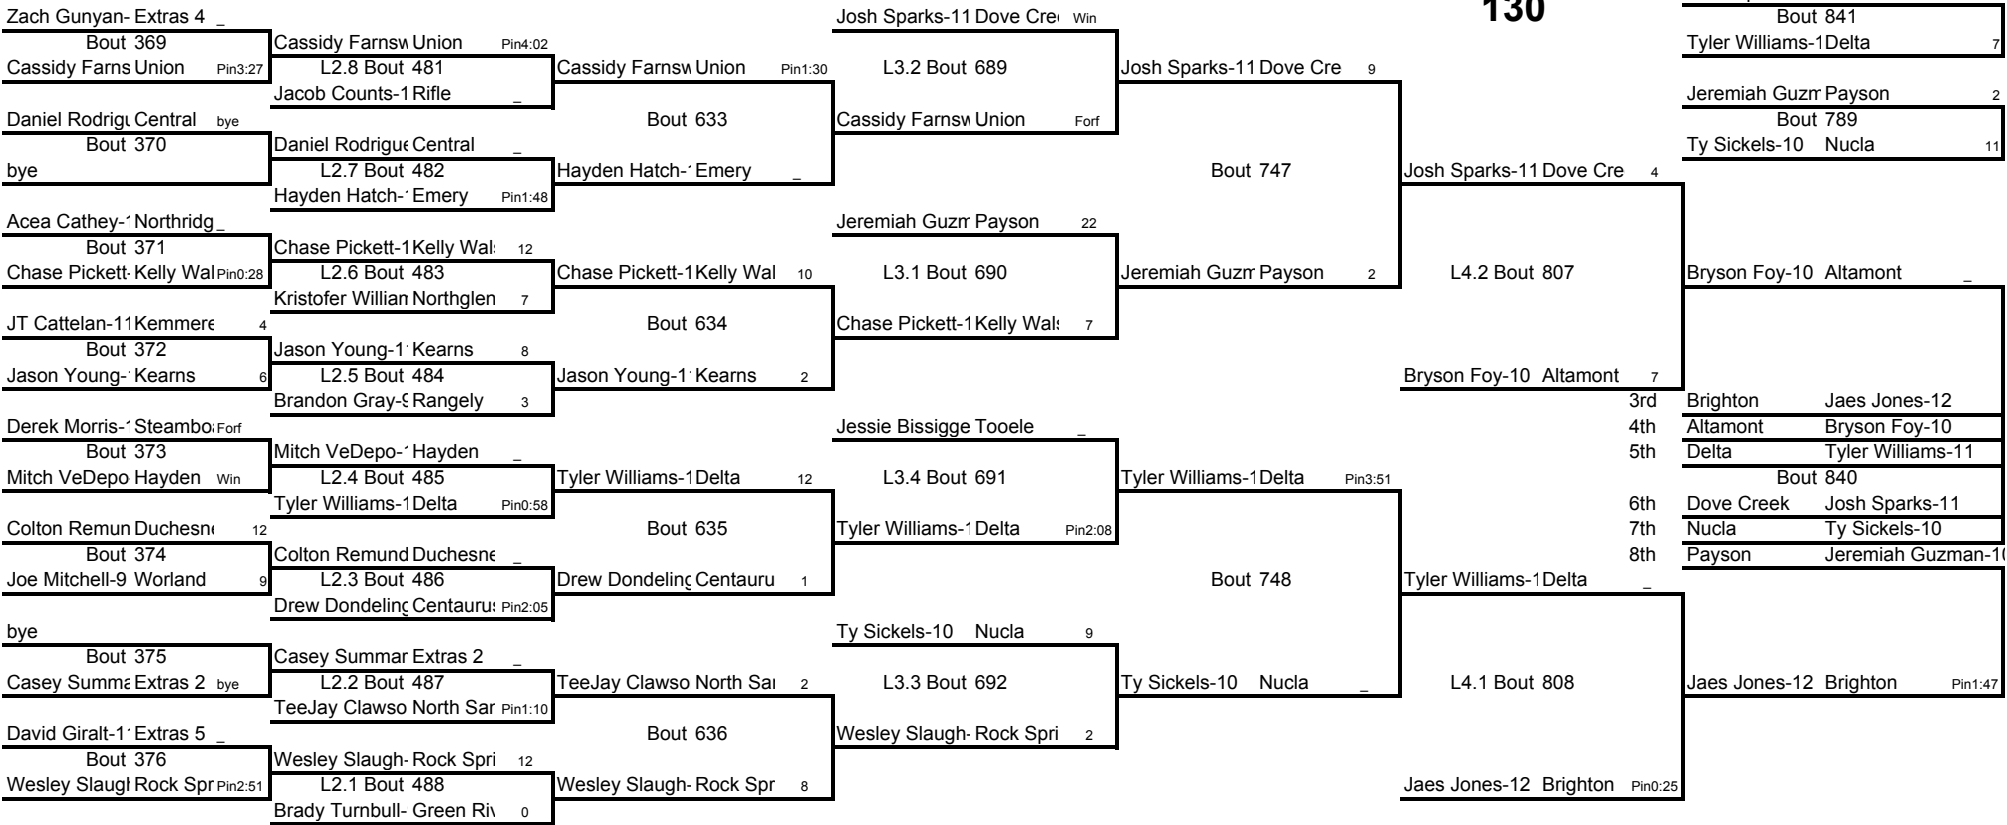 Zach Gunyan- Extras 4 _
Bout 369
Cassidy Farns Union Pin3:27
Daniel Rodrigu Central bye
Bout 370
bye
Acea Cathey-1 Northridg _
Bout 371
Chase Pickett- Kelly Wal Pin0:28
JT Cattelan-11 Kemmere 4
Bout 372
Jason Young- Kearns 6
Derek Morris-1 Steamboa Forf
Bout 373
Mitch VeDepo Hayden Win
Colton Remun Duchesne 12
Bout 374
Joe Mitchell-9 Worland 9
bye
Bout 375
Casey Summa Extras 2 bye
David Giralt-11 Extras 5 _
Bout 376
Wesley Slaugh Rock Spr Pin2:51
Cassidy Farnsw Union Pin4:02
L2.8 Bout 481
Jacob Counts-1 Rifle _
Daniel Rodrigue Central _
L2.7 Bout 482
Hayden Hatch-1 Emery Pin1:48
Chase Pickett-1 Kelly Wals 12
L2.6 Bout 483
Kristofer William Northglen 7
Jason Young-11 Kearns 8
L2.5 Bout 484
Brandon Gray-9 Rangely 3
Mitch VeDepo-1 Hayden _
L2.4 Bout 485
Tyler Williams-1 Delta Pin0:58
Colton Remund Duchesne _
L2.3 Bout 486
Drew Dondeling Centaurus Pin2:05
Casey Summar Extras 2 _
L2.2 Bout 487
TeeJay Clawso North San Pin1:10
Wesley Slaugh- Rock Spri 12
L2.1 Bout 488
Brady Turnbull- Green Riv 0
Cassidy Farnsw Union Pin1:30
Bout 633
Hayden Hatch-1 Emery _
Chase Pickett-1 Kelly Wal 10
Bout 634
Jason Young-11 Kearns 2
Tyler Williams-1 Delta 12
Bout 635
Drew Dondeling Centauru 1
TeeJay Clawso North San 2
Bout 636
Wesley Slaugh- Rock Spr 8
Josh Sparks-11 Dove Cree Win
L3.2 Bout 689
Cassidy Farnsw Union Forf
Jeremiah Guzm Payson 22
L3.1 Bout 690
Chase Pickett-1 Kelly Wals 7
Jessie Bissigge Tooele _
L3.4 Bout 691
Tyler Williams-1 Delta Pin2:08
Ty Sickels-10 Nucla 9
L3.3 Bout 692
Wesley Slaugh- Rock Spri 2
Josh Sparks-11 Dove Cre 9
Bout 747
Jeremiah Guzm Payson 2
Tyler Williams-1 Delta Pin3:51
Bout 748
Ty Sickels-10 Nucla _
130
Josh Sparks-11 Dove Cre 4
L4.2 Bout 807
Bryson Foy-10 Altamont 7
Tyler Williams-1 Delta _
L4.1 Bout 808
Jaes Jones-12 Brighton Pin0:25
Bout 841
Tyler Williams-1 Delta 7
Jeremiah Guzm Payson 2
Bout 789
Ty Sickels-10 Nucla 11
Bryson Foy-10 Altamont _
3rd Brighton Jaes Jones-12
4th Altamont Bryson Foy-10
5th Delta Tyler Williams-11
Bout 840
6th Dove Creek Josh Sparks-11
7th Nucla Ty Sickels-10
8th Payson Jeremiah Guzman-10
Jaes Jones-12 Brighton Pin1:47